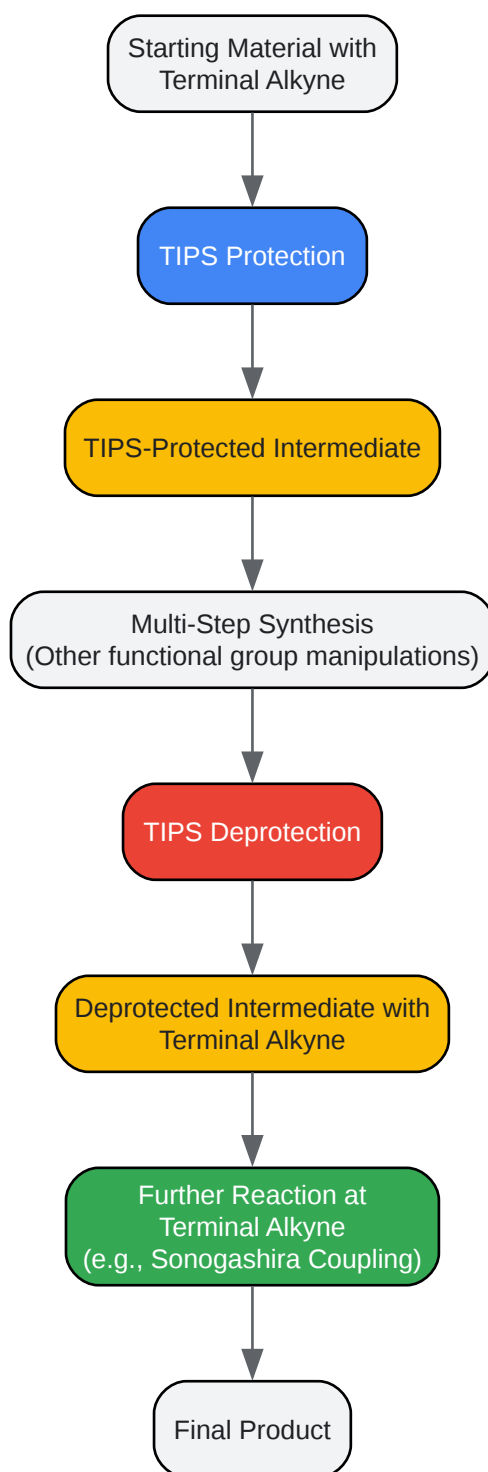 Starting Material with
Terminal Alkyne
TIPS Protection
TIPS-Protected Intermediate
Multi-Step Synthesis
(Other functional group manipulations)
TIPS Deprotection
Deprotected Intermediate with
Terminal Alkyne
Further Reaction at
Terminal Alkyne
(e.g., Sonogashira Coupling)
Final Product